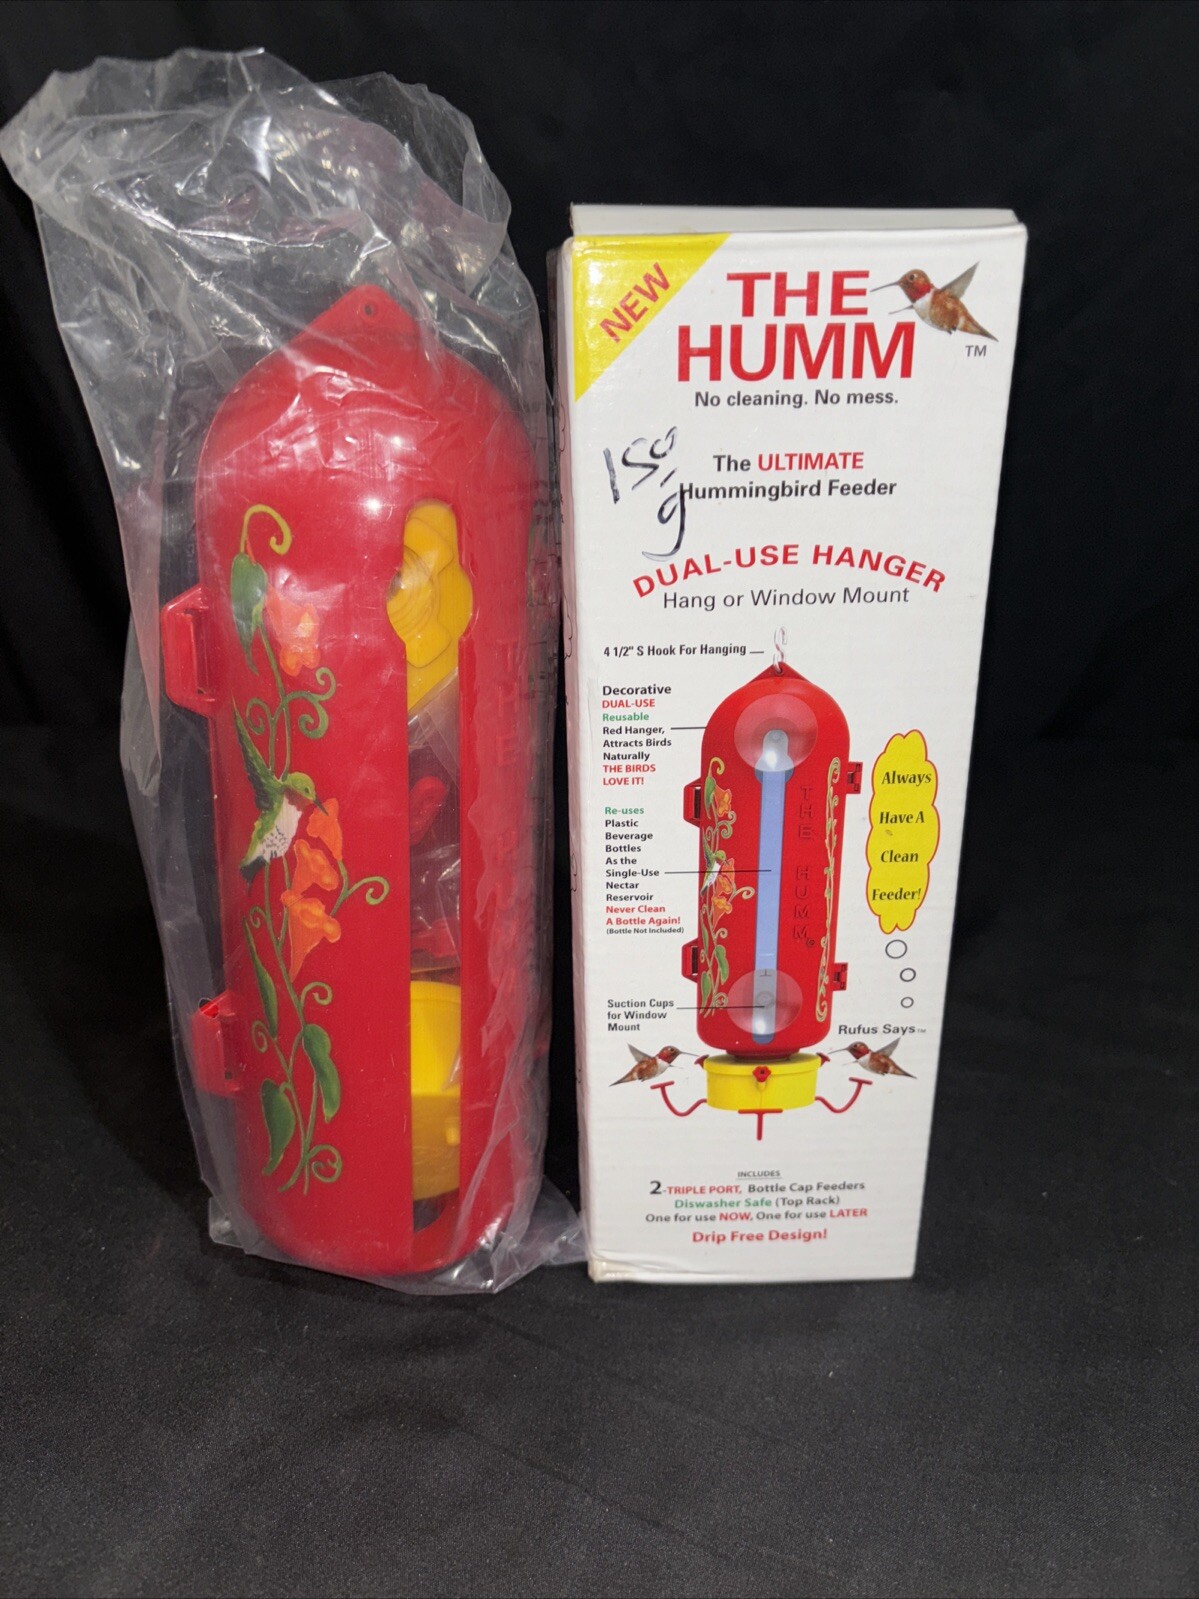 NEW
THE
HUMM
TM
No cleaning. No mess.
The ULTIMATE
Hummingbird Feeder
DUAL-USE HANGER
Hang or Window Mount
4 1/2" S Hook For Hanging
Decorative
DUAL-USE
Reusable
Red Hanger,
Attracts Birds
Naturally
THE BIRDS
LOVE IT!
Re-uses
Plastic
Beverage
Bottles
As the
Single-Use
Nectar
Reservoir
Never Clean
A Bottle Again!
(Bottle Not Included)
Suction Cups
for Window
Mount
THE HUMM
Always
Have A
Clean
Feeder!
Rufus Says™
INCLUDES
2-TRIPLE PORT, Bottle Cap Feeders
Diswasher Safe (Top Rack)
One for use NOW, One for use LATER
Drip Free Design!